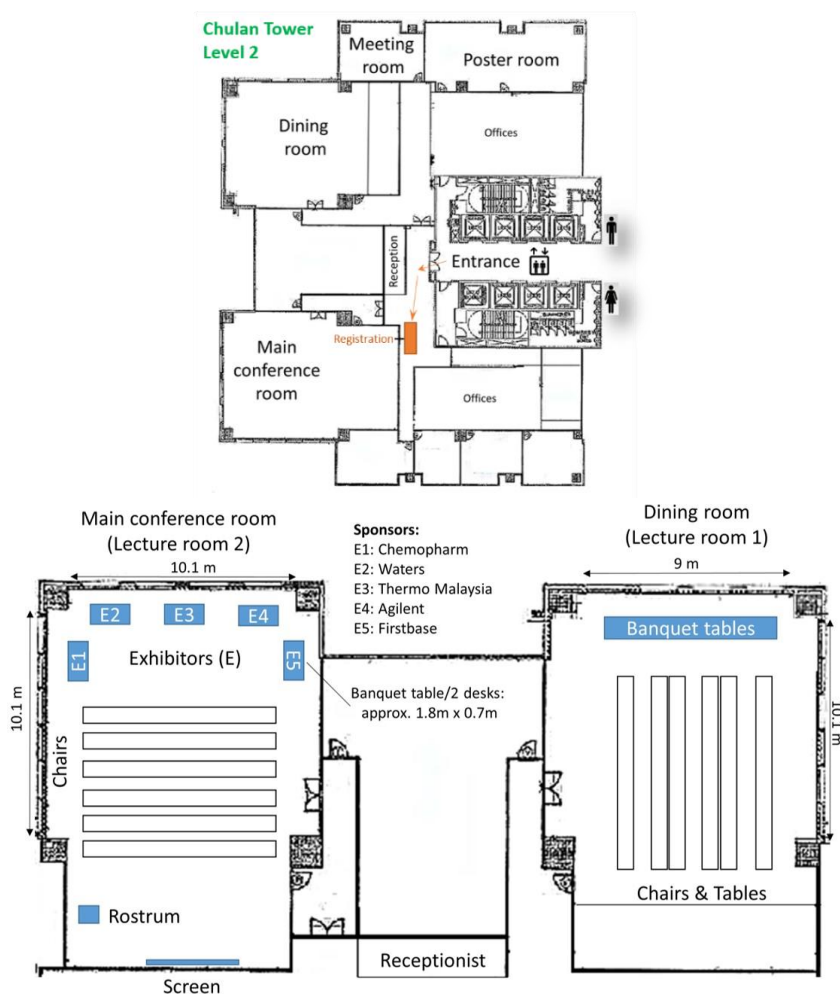 Chulan Tower
Level 2
Meeting
room
Poster room
Dining
room
Offices
Reception
Entrance
Registration
Main
conference
room
Offices
Main conference room
(Lecture room 2)
10.1 m
Sponsors:
E1: Chemopharm
E2: Waters
E3: Thermo Malaysia
E4: Agilent
E5: Firstbase
Dining room
(Lecture room 1)
9 m
E2
E3
E4
E1
Exhibitors (E)
E5
Banquet tables
10.1 m
Banquet table/2 desks:
approx. 1.8m x 0.7m
10.1 m
Chairs
Chairs & Tables
Rostrum
Receptionist
Screen